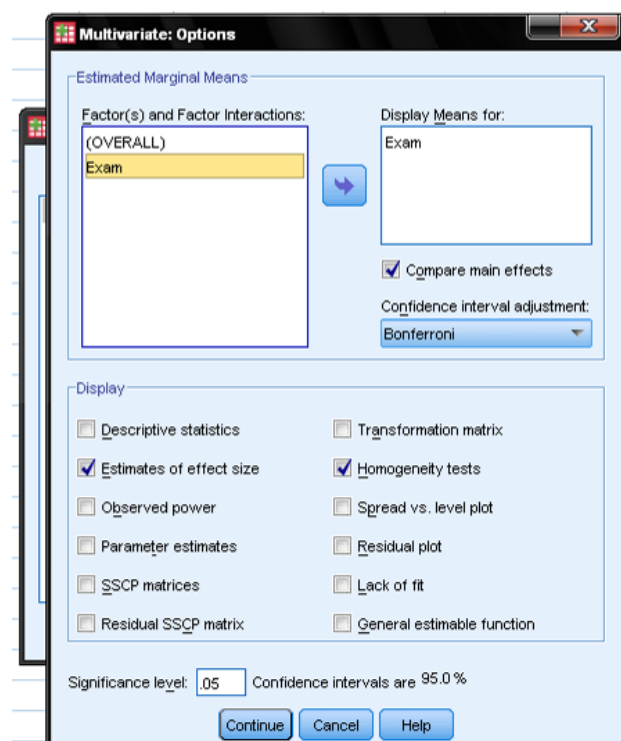 Multivariate: Options
Estimated Marginal Means
Factor(s) and Factor Interactions:
(OVERALL)
Exam
Display Means for:
Exam
Compare main effects
Confidence interval adjustment:
Bonferroni
Display
Descriptive statistics
Transformation matrix
Estimates of effect size
Homogeneity tests
Observed power
Spread vs. level plot
Parameter estimates
Residual plot
SSCP matrices
Lack of fit
Residual SSCP matrix
General estimable function
Significance level: .05 Confidence intervals are 95.0 %
Continue Cancel Help